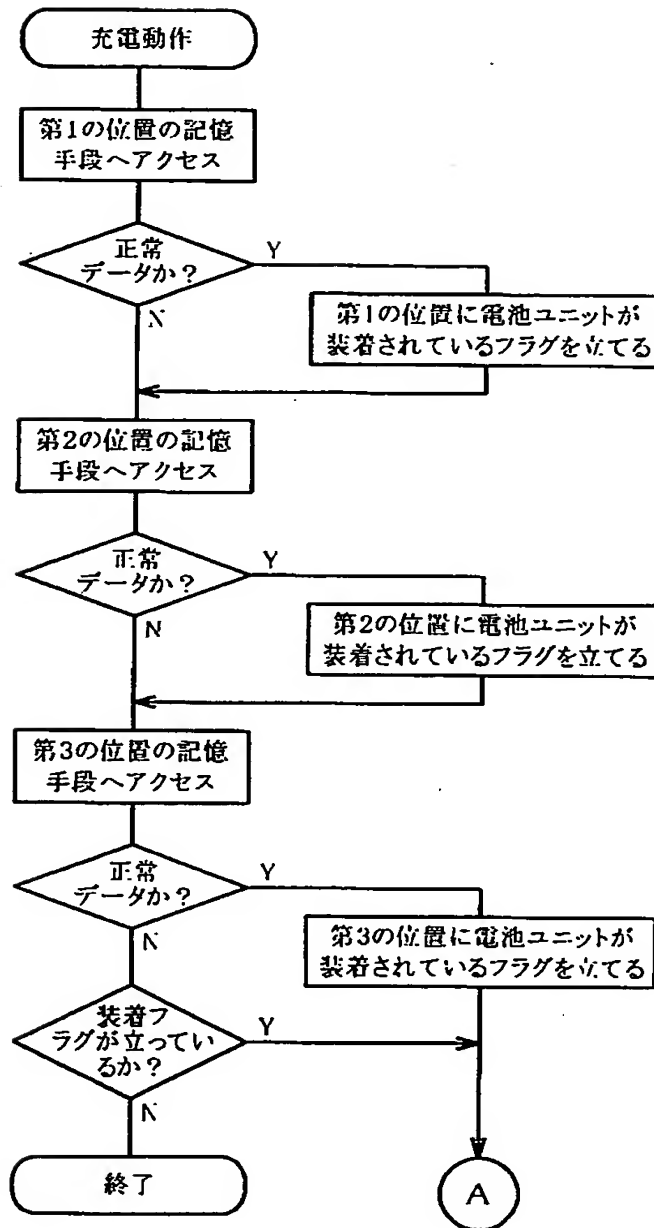 充電動作
第1の位置の記憶
手段へアクセス
正常
データか？
Y
N
第1の位置に電池ユニットが
装着されているフラグを立てる
第2の位置の記憶
手段へアクセス
正常
データか？
Y
N
第2の位置に電池ユニットが
装着されているフラグを立てる
第3の位置の記憶
手段へアクセス
正常
データか？
Y
N
第3の位置に電池ユニットが
装着されているフラグを立てる
装着フ
ラグが立ってい
るか？
Y
N
終了
A